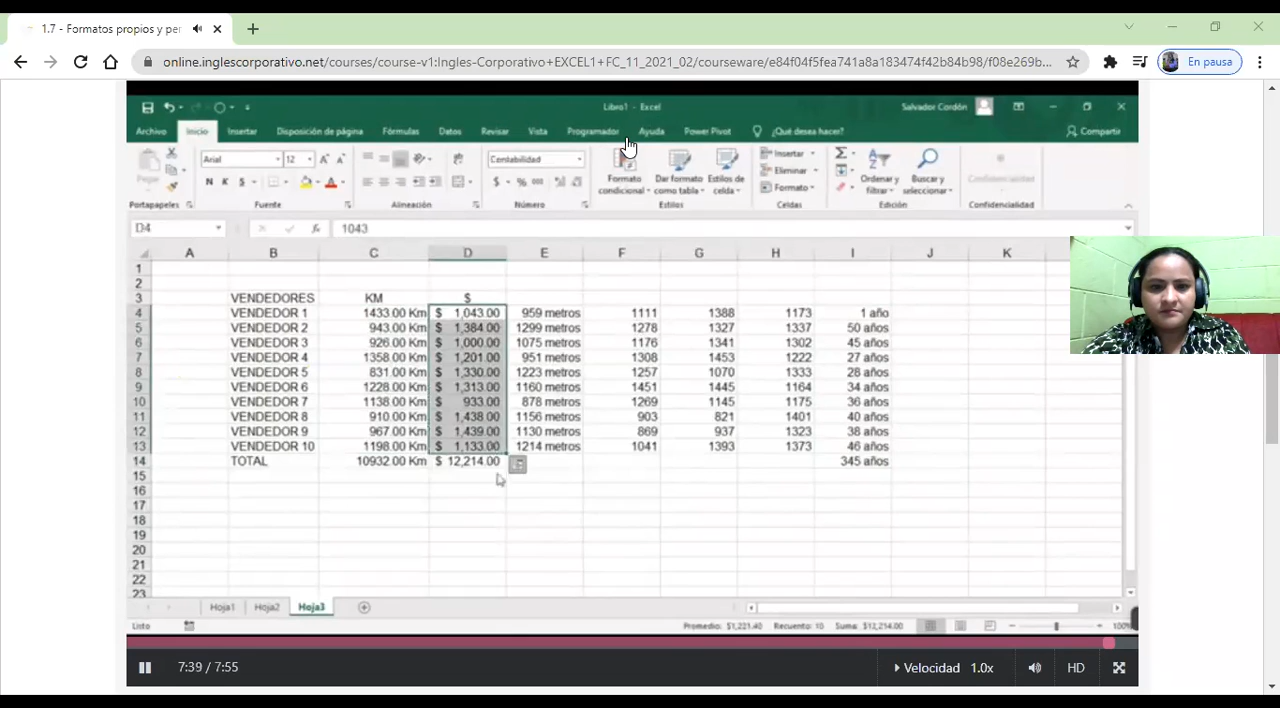 1.7 - Formatos propios y per
online.inglescorporativo.net/courses/course-v1:Ingles-Corporativo+EXCEL1+FC_11_2021_02/courseware/e84f04f5fea741a8a183474f42b84b98/f08e269b...
En pausa
Libro1 - Excel
Salvador Cordón
Archivo Inicio Insertar Disposición de página Fórmulas Datos Revisar Vista Programador Ayuda Power Pivot ¿Qué desea hacer? Compartir
Pegar
Arial 12
N K S
Contabilidad
$ % 000
Formato condicional
Dar formato como tabla
Estilos de celda
Insertar
Eliminar
Formato
Ordenar y filtrar
Buscar y seleccionar
Confidencialidad
Portapapeles Fuente Alineación Número Estilos Celdas Edición Confidencialidad
D4 fx 1043
A B C D E F G H I J K
1
2
3 VENDEDORES KM $
4 VENDEDOR 1 1433.00 Km $ 1,043.00 959 metros 1111 1388 1173 1 año
5 VENDEDOR 2 943.00 Km $ 1,384.00 1299 metros 1278 1327 1337 50 años
6 VENDEDOR 3 926.00 Km $ 1,000.00 1075 metros 1176 1341 1302 45 años
7 VENDEDOR 4 1358.00 Km $ 1,201.00 951 metros 1308 1453 1222 27 años
8 VENDEDOR 5 831.00 Km $ 1,330.00 1223 metros 1257 1070 1333 28 años
9 VENDEDOR 6 1228.00 Km $ 1,313.00 1160 metros 1451 1445 1164 34 años
10 VENDEDOR 7 1138.00 Km $ 933.00 878 metros 1269 1145 1175 36 años
11 VENDEDOR 8 910.00 Km $ 1,438.00 1156 metros 903 821 1401 40 años
12 VENDEDOR 9 967.00 Km $ 1,439.00 1130 metros 869 937 1323 38 años
13 VENDEDOR 10 1198.00 Km $ 1,133.00 1214 metros 1041 1393 1373 46 años
14 TOTAL 10932.00 Km $ 12,214.00 345 años
15
16
17
18
19
20
21
22
23
Hoja1 Hoja2 Hoja3
Listo Promedio: $1,221.40 Recuento: 10 Suma: $12,214.00 100%
7:39 / 7:55 Velocidad 1.0x HD